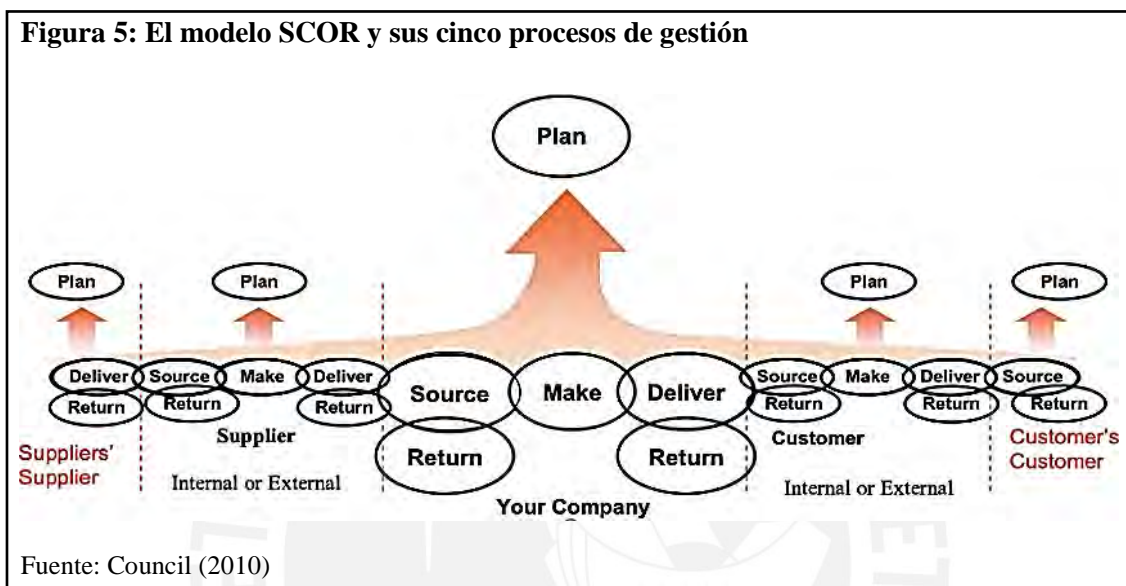 Figura 5: El modelo SCOR y sus cinco procesos de gestión
Plan
Plan
Plan
Plan
Plan
Deliver
Source
Make
Deliver
Source
Make
Deliver
Source
Make
Deliver
Source
Return
Return
Return
Return
Return
Return
Return
Return
Suppliers'
Supplier
Supplier
Internal or External
Your Company
Customer
Internal or External
Customer's
Customer
Fuente: Council (2010)